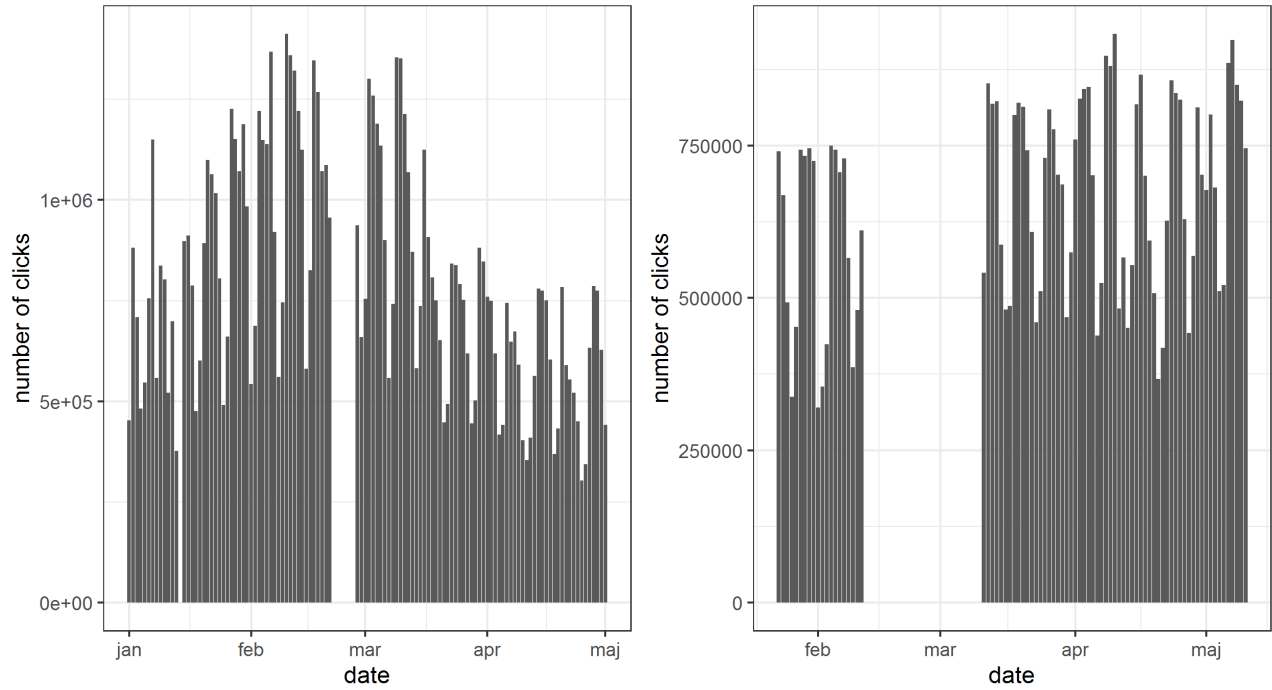 number of clicks
1e+06
5e+05
0e+00
jan
feb
mar
apr
maj
date
number of clicks
750000
500000
250000
0
feb
mar
apr
maj
date